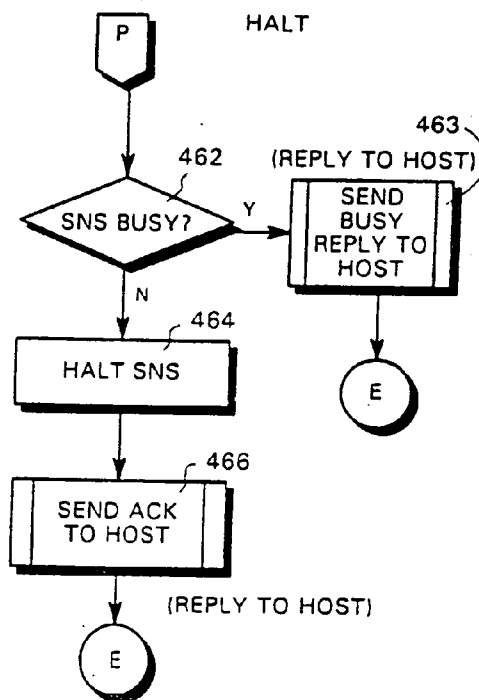 P
HALT
462
SNS BUSY?
Y
463
(REPLY TO HOST)
SEND
BUSY
REPLY TO
HOST
N
464
HALT SNS
E
466
SEND ACK
TO HOST
(REPLY TO HOST)
E